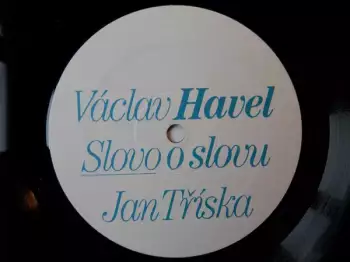 Václav Havel
Slovo o slovu
Jan Tříska